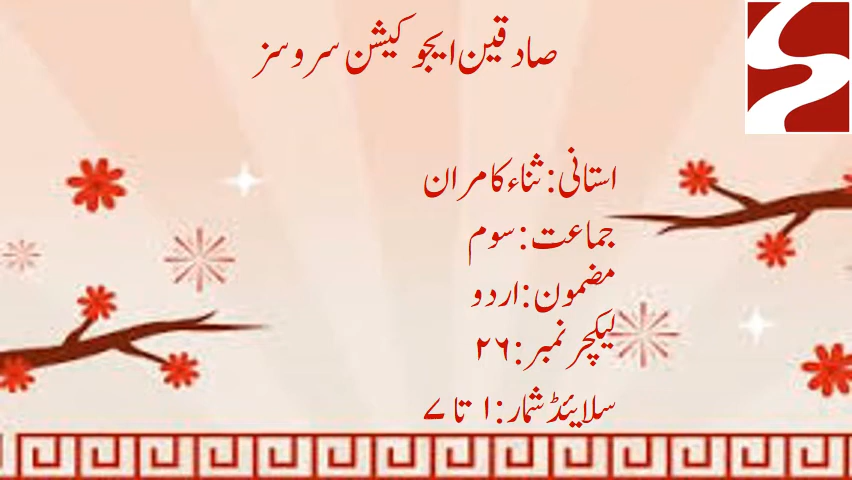 صادقین ایجوکیشن سروسز
استانی: ثناء کامران
جماعت: سوم
مضمون: اردو
لیکچر نمبر: ۲۶
سلائیڈ شمار: ۱ تا ۷